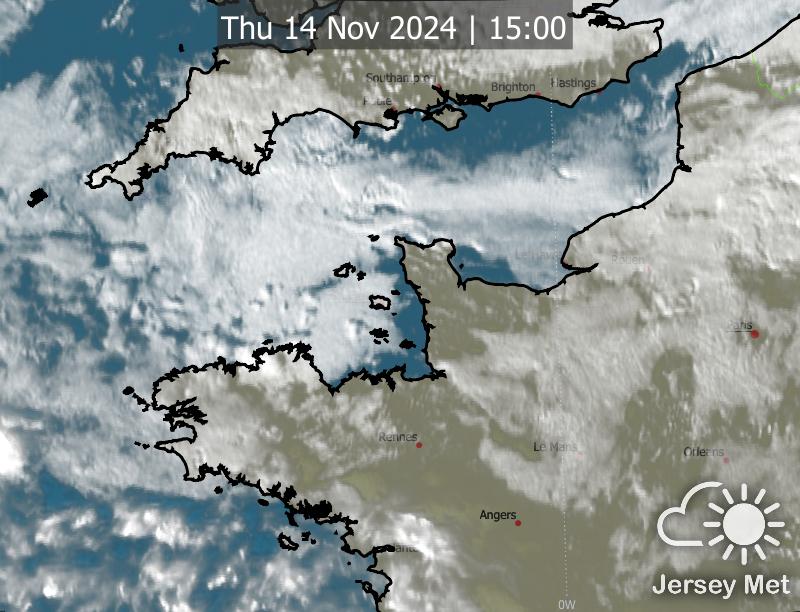 Thu 14 Nov 2024 | 15:00
Southampton
Brighton
Hastings
Poole
Le Havre
Rouen
Paris
Rennes
Le Mans
Orleans
Angers
Nantes
Jersey Met
0W